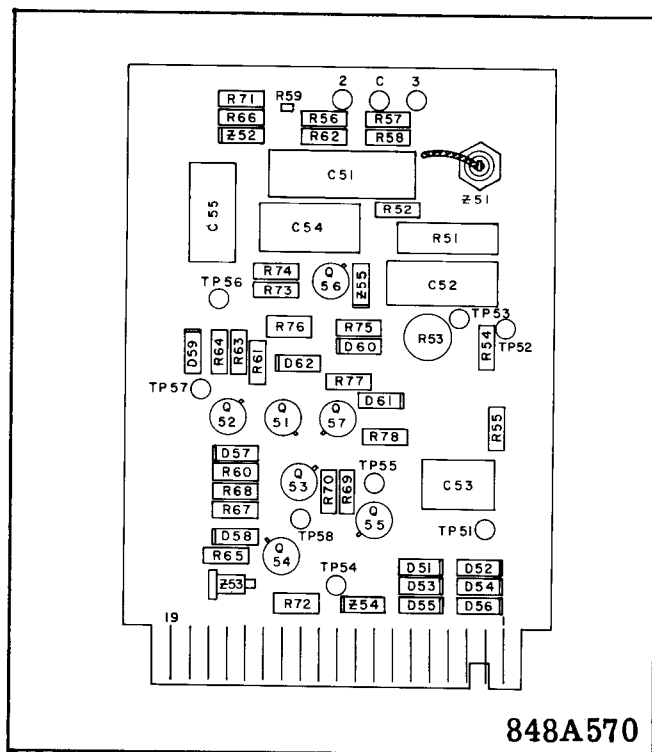 2 C 3
R71 R59
R66 R56 R57
Z52 R62 R58
C51
Z51
C55 R52
C54 R51
R74 Q 56 Z55 C52
R73
TP56 TP53
R76 R75 R53 R54 TP52
D59 R64 R63 R61 D60
D62
TP57 R77
D61
Q 52 Q 51 Q 57 R55
R78
D57
R60 Q 53 R70 R69 TP55 C53
R68
R67 TP58 Q 55 TP51
D58
R65 Q 54
TP54 D51 D52
Z53 D53 D54
R72 Z54 D55 D56
19 1
848A570